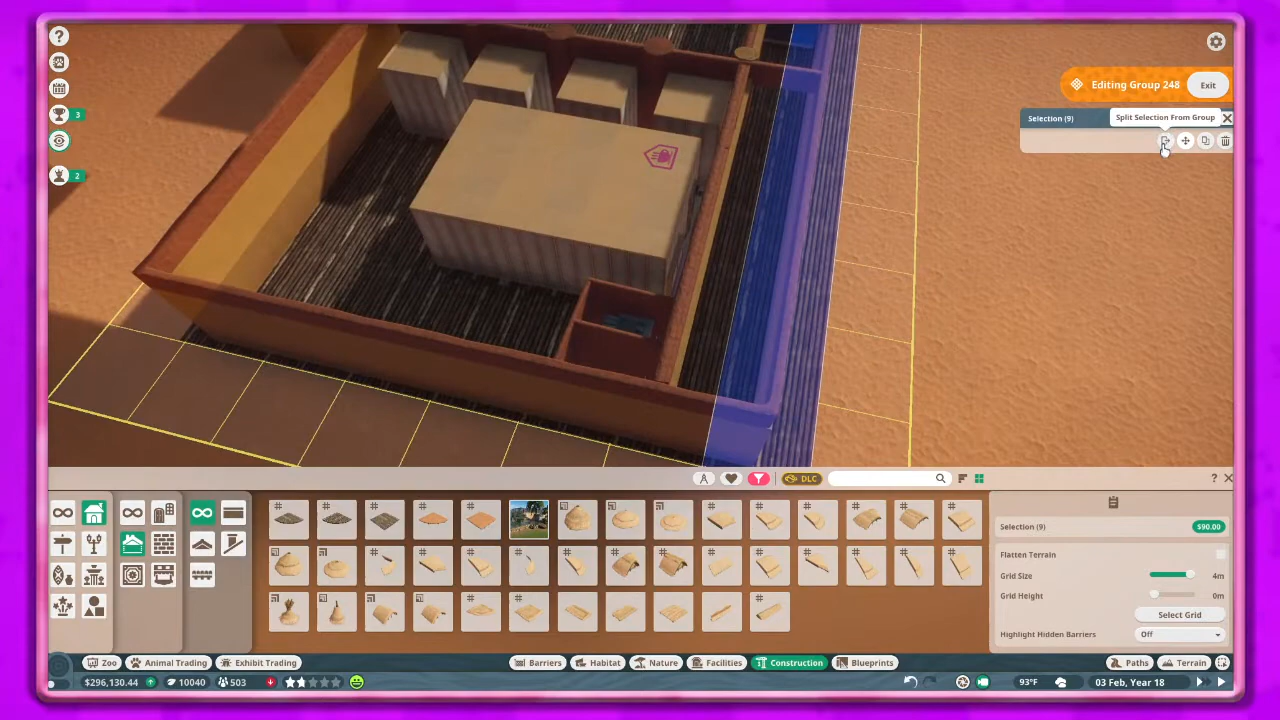 ?
Editing Group 248
Exit
Selection (9)
Split Selection From Group
3
2
DLC
?
Selection (9)
$90.00
Flatten Terrain
Grid Size
4m
Grid Height
0m
Select Grid
Highlight Hidden Barriers
Off
Zoo
Animal Trading
Exhibit Trading
Barriers
Habitat
Nature
Facilities
Construction
Blueprints
Paths
Terrain
$296,130.44
10040
503
93°F
03 Feb, Year 18